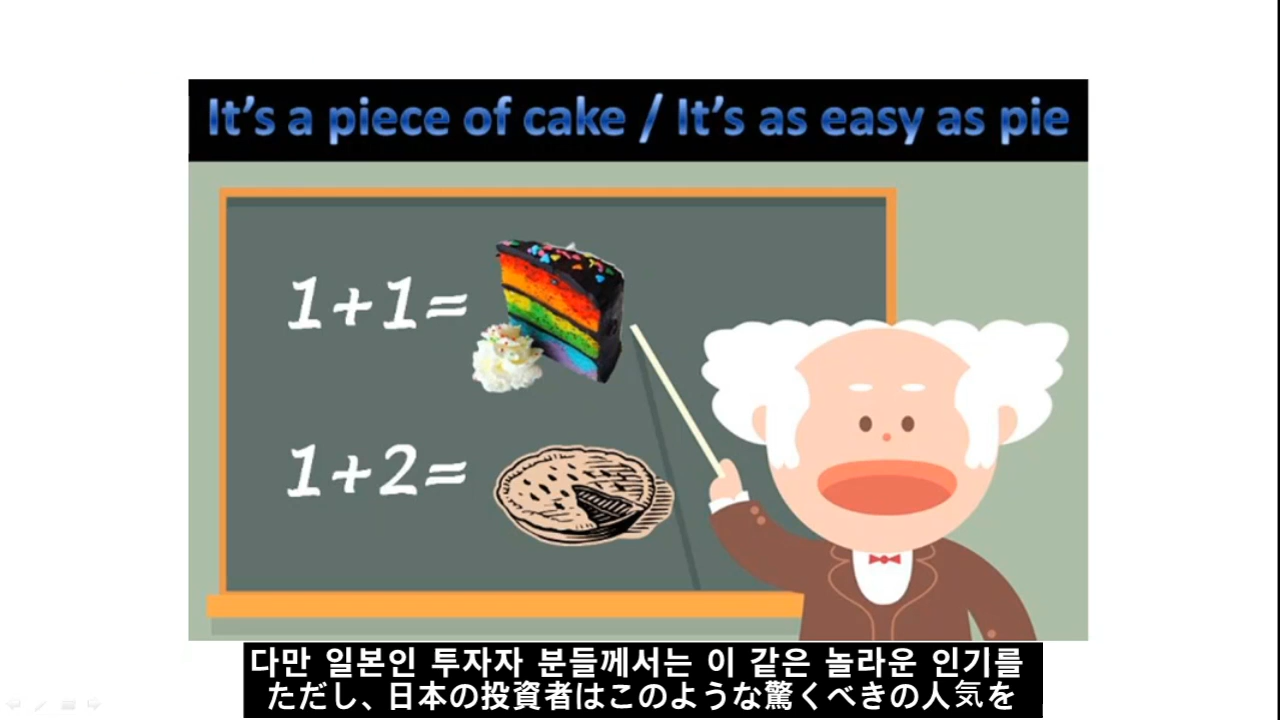 It's a piece of cake / It's as easy as pie
1+1=
1+2=
다만 일본인 투자자 분들께서는 이 같은 놀라운 인기를
ただし、日本の投資者はこのような驚くべきの人気を